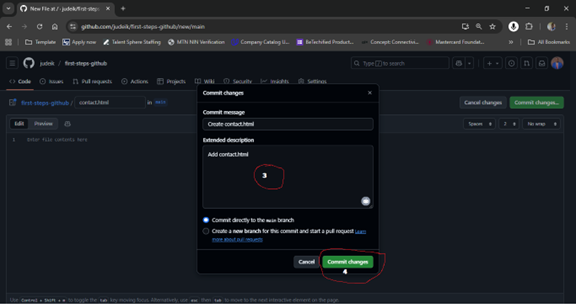 New File at / · judeik/first-steps-g
github.com/judeik/first-steps-github/new/main
Template
Apply now
Talent Sphere Staffing
MTN NIN Verification
Company Catalog U...
BeTechified Produc...
Concept Connectio...
Mastercard Foundat...
All Bookmarks
judeik / first-steps-github
Type / to search
Code
Issues
Pull requests
Actions
Projects
Wiki
Security
Insights
Settings
first-steps-github / contact.html in main
Cancel changes
Commit changes...
Edit
Preview
Spaces
2
No wrap
1 Enter file contents here
Commit changes
Commit message
Create contact.html
Extended description
Add contact.html
3
Commit directly to the main branch
Create a new branch for this commit and start a pull request Learn
more about pull requests
Cancel
Commit changes
4
Use Control + Shift + m to toggle the tab key moving focus. Alternatively, use esc then tab to move to the next interactive element on the page.